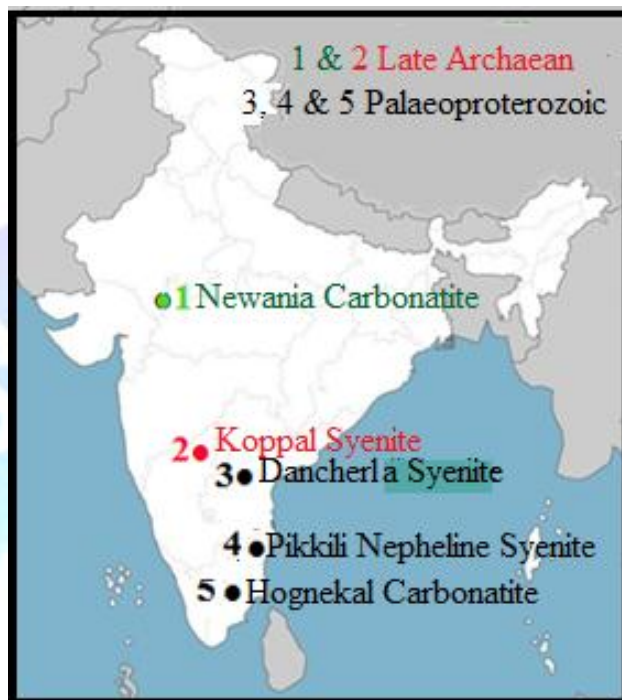 1 & 2 Late Archaean
3, 4 & 5 Palaeoproterozoic
1 Newania Carbonatite
2 Koppal Syenite
3 Dancherla Syenite
4 Pikkili Nepheline Syenite
5 Hognekal Carbonatite